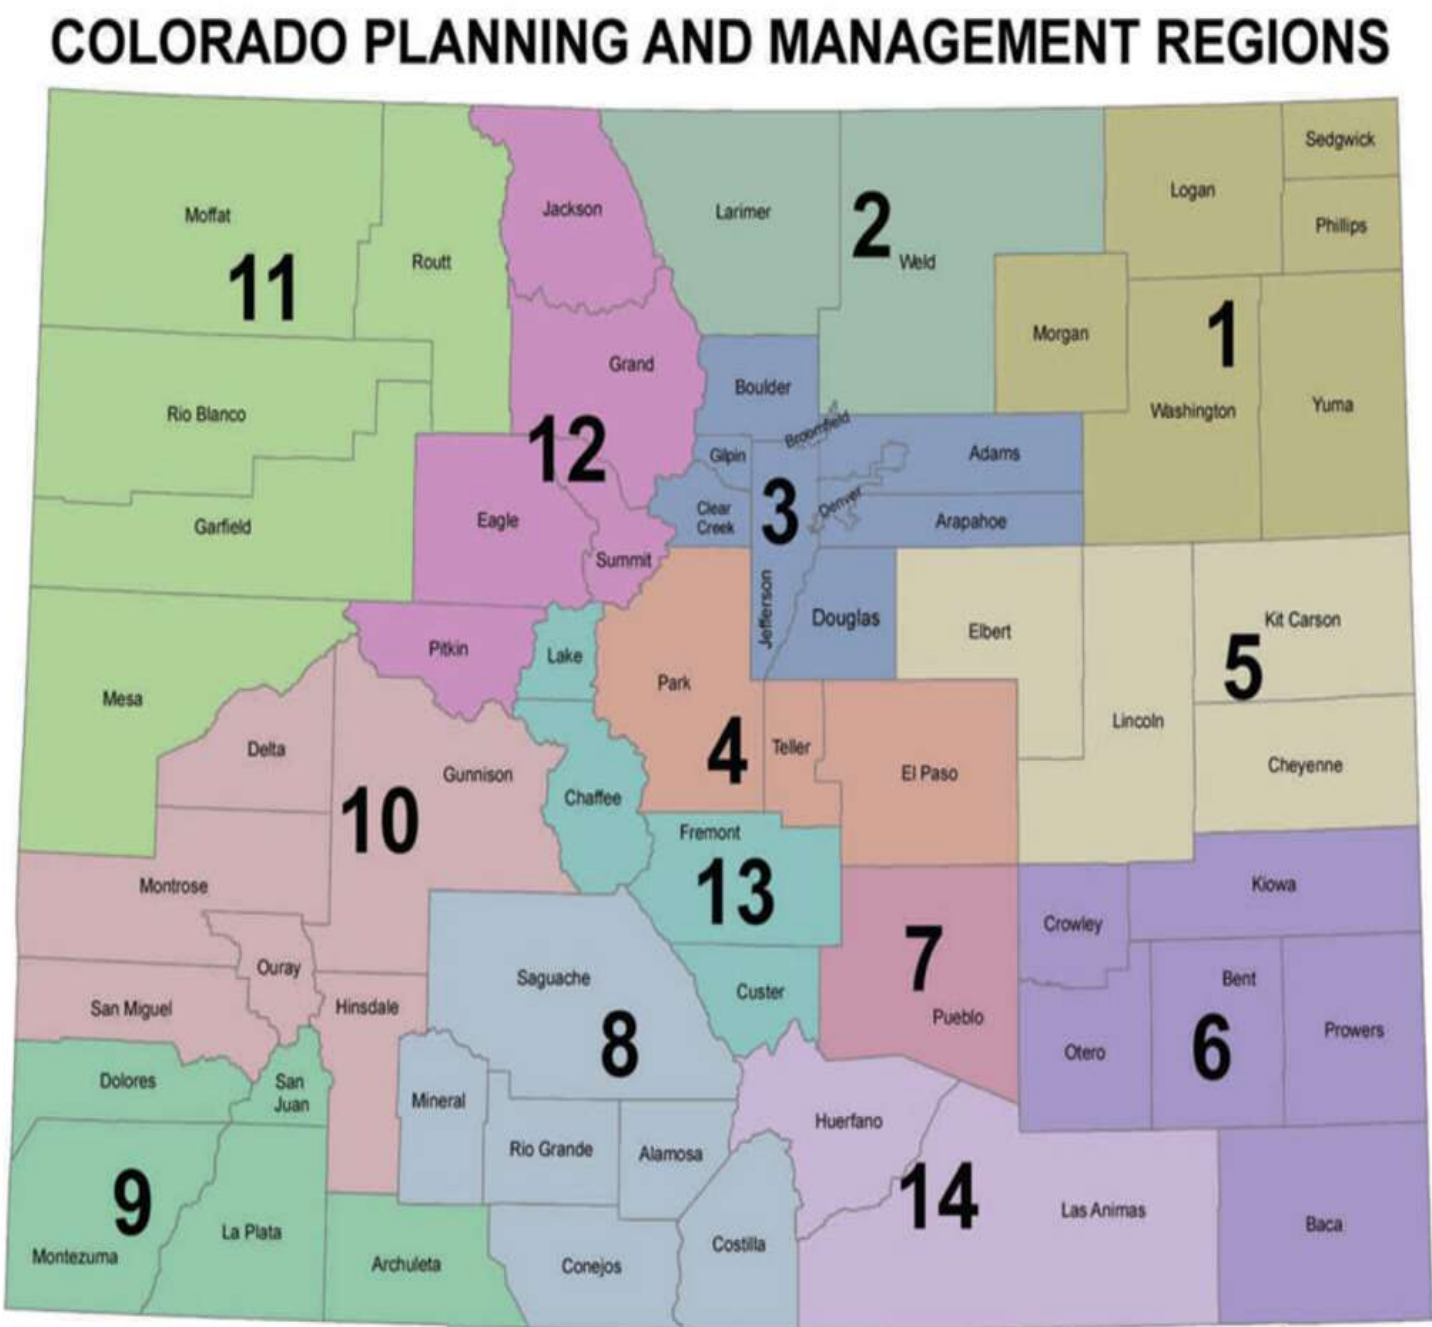 COLORADO PLANNING AND MANAGEMENT REGIONS
Sedgwick
Logan
Moffat
Jackson
Larimer
2
Phillips
11
Routt
Weld
Morgan
1
Grand
Boulder
Rio Blanco
Washington
Yuma
12
Broomfield
Gilpin
Adams
Garfield
Eagle
Clear
Creek
3
Denver
Arapahoe
Summit
Jefferson
Douglas
Elbert
Kit Carson
Pitkin
Lake
5
Mesa
Park
Lincoln
Delta
4
Teller
Gunnison
El Paso
Cheyenne
10
Chaffee
Fremont
Montrose
13
Kiowa
Crowley
7
Ouray
Saguache
Bent
Custer
San Miguel
Hinsdale
Pueblo
8
6
Prowers
Otero
Dolores
San
Juan
Mineral
Huerfano
Rio Grande
Alamosa
9
14
Las Animas
La Plata
Baca
Costilla
Montezuma
Archuleta
Conejos